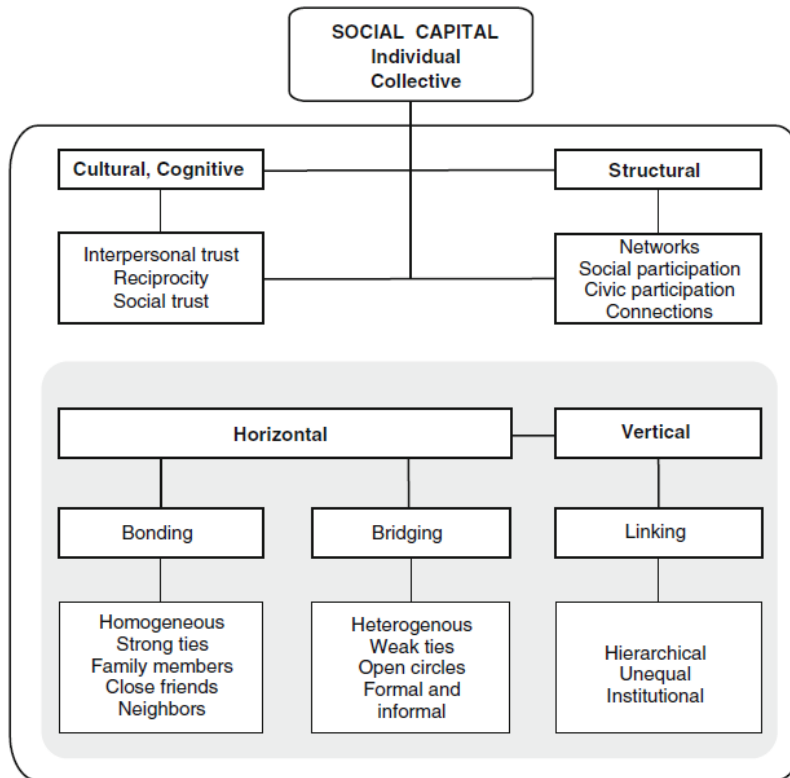 SOCIAL CAPITAL
Individual
Collective
Cultural, Cognitive
Structural
Interpersonal trust
Reciprocity
Social trust
Networks
Social participation
Civic participation
Connections
Horizontal
Vertical
Bonding
Bridging
Linking
Homogeneous
Strong ties
Family members
Close friends
Neighbors
Heterogenous
Weak ties
Open circles
Formal and
informal
Hierarchical
Unequal
Institutional